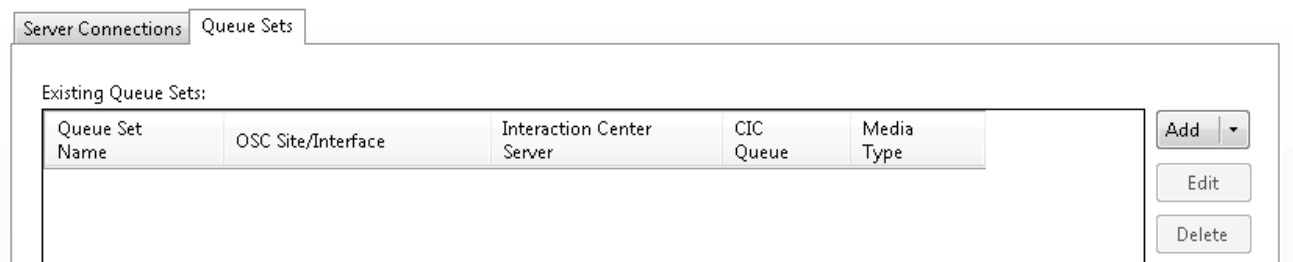 Server Connections
Queue Sets
Existing Queue Sets:
Queue Set
Name
OSC Site/Interface
Interaction Center
Server
CIC
Queue
Media
Type
Add
Edit
Delete